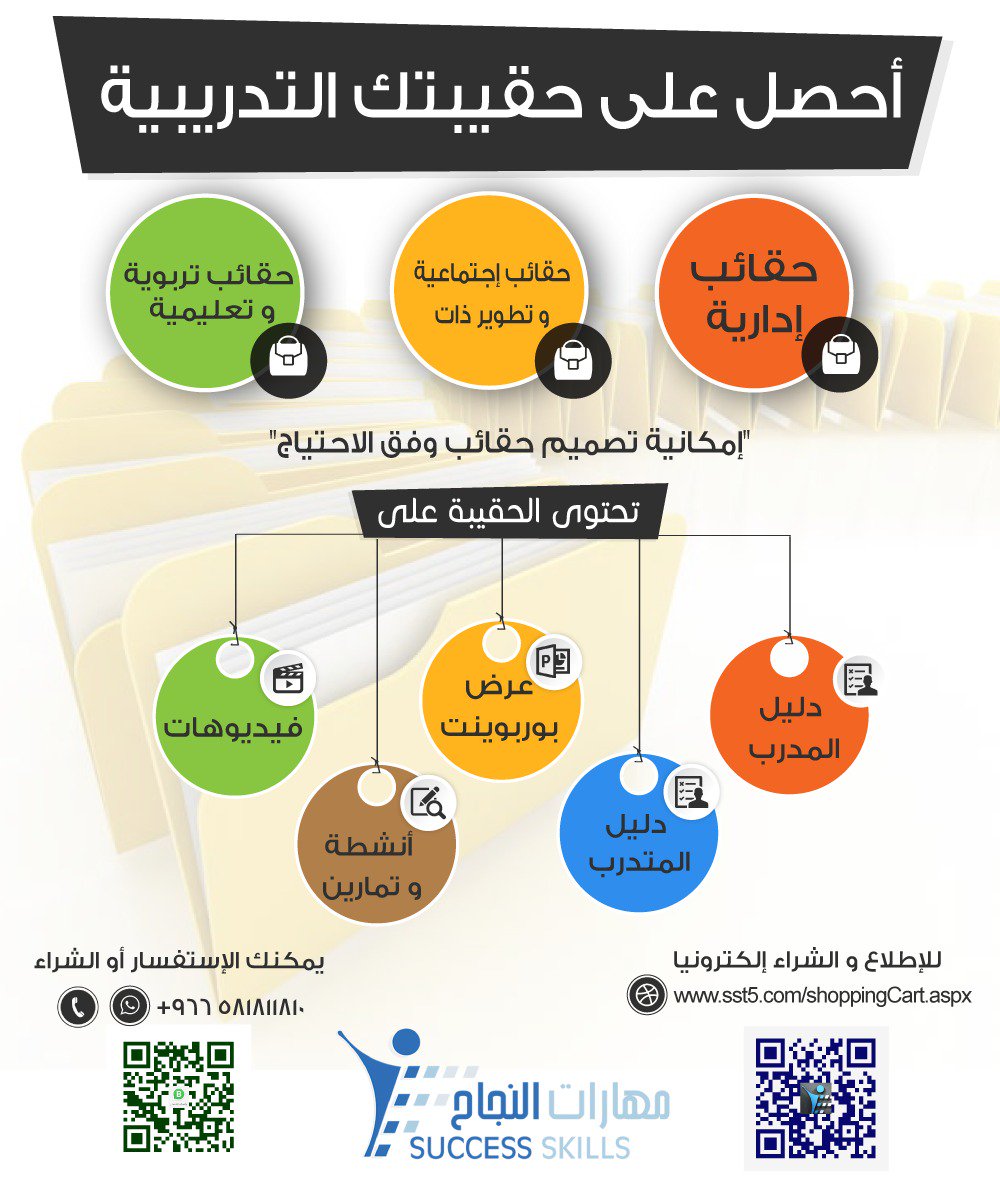 أحصل على حقيبتك التدريبية
حقائب
إدارية
حقائب إجتماعية
و تطوير ذات
حقائب تربوية
و تعليمية
"إمكانية تصميم حقائب وفق الاحتياج"
تحتوى الحقيبة على
دليل
المدرب
دليل
المتدرب
عرض
بوربوينت
أنشطة
و تمارين
فيديوهات
للإطلاع و الشراء إلكترونيا
www.sst5.com/shoppingCart.aspx
يمكنك الإستفسار أو الشراء
+٩٦٦ ٥٨١٨١١٨١٠
مهارات النجاح
SUCCESS SKILLS